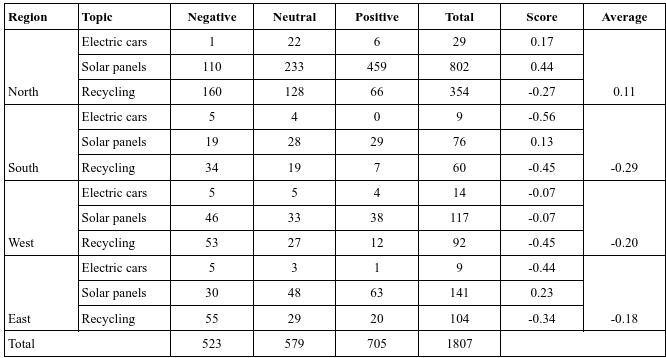 Region Topic Negative Neutral Positive Total Score Average
Electric cars 1 22 6 29 0.17
Solar panels 110 233 459 802 0.44
North Recycling 160 128 66 354 -0.27 0.11
Electric cars 5 4 0 9 -0.56
Solar panels 19 28 29 76 0.13
South Recycling 34 19 7 60 -0.45 -0.29
Electric cars 5 5 4 14 -0.07
Solar panels 46 33 38 117 -0.07
West Recycling 53 27 12 92 -0.45 -0.20
Electric cars 5 3 1 9 -0.44
Solar panels 30 48 63 141 0.23
East Recycling 55 29 20 104 -0.34 -0.18
Total 523 579 705 1807